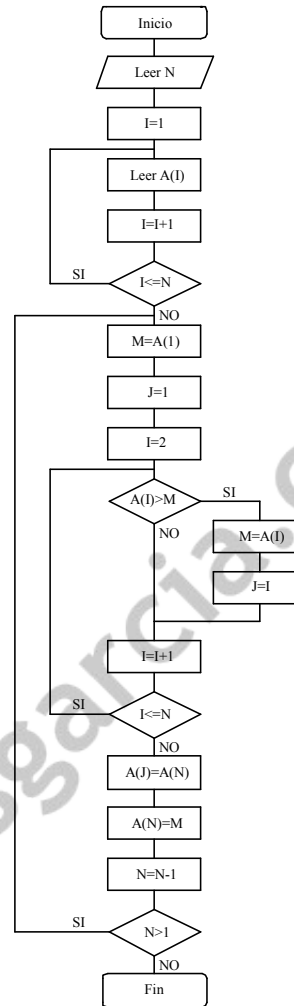 Inicio
Leer N
I=1
Leer A(I)
I=I+1
SI
I<=N
NO
M=A(1)
J=1
I=2
A(I)>M
SI
NO
M=A(I)
J=I
I=I+1
SI
I<=N
NO
A(J)=A(N)
A(N)=M
N=N-1
SI
N>1
NO
Fin
sgarcia.